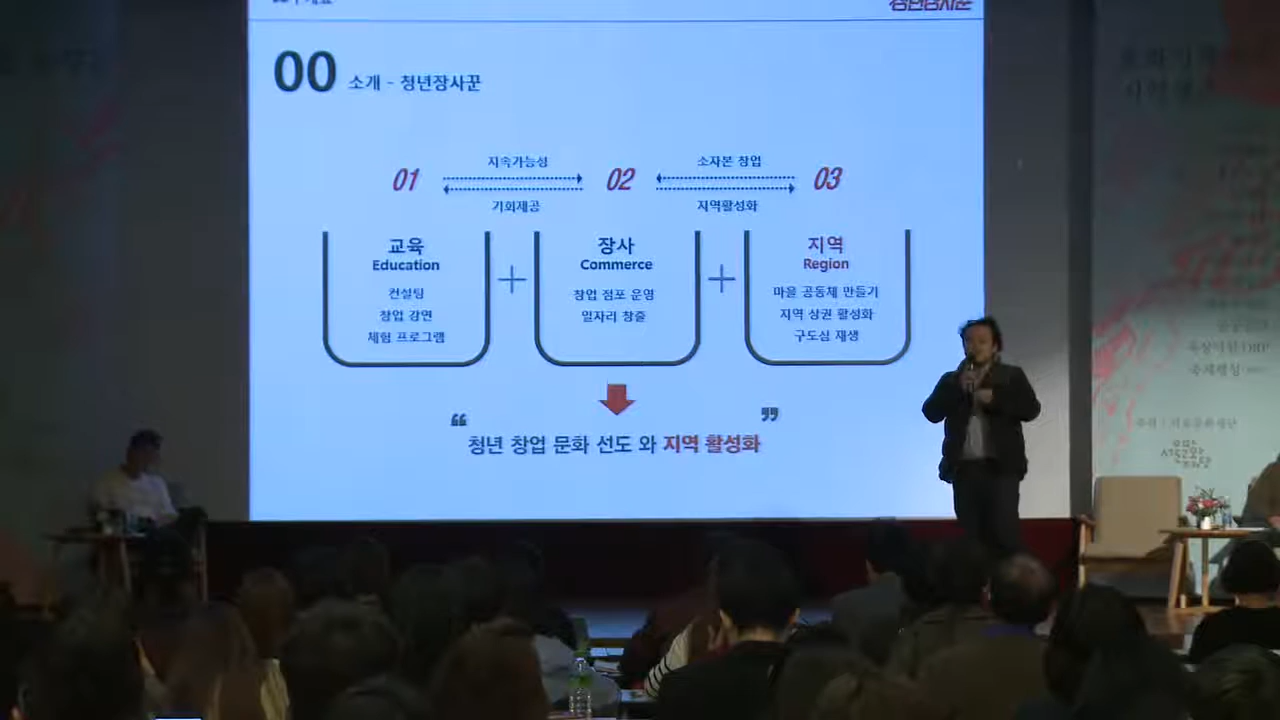 청년장사꾼
00 소개 - 청년장사꾼
01 지속가능성 기회제공 02 소자본 창업 지역활성화 03
교육
Education
컨설팅
창업 강연
체험 프로그램
+
장사
Commerce
창업 점포 운영
일자리 창출
+
지역
Region
마을 공동체 만들기
지역 상권 활성화
구도심 재생
“ 청년 창업 문화 선도 와 지역 활성화 ”